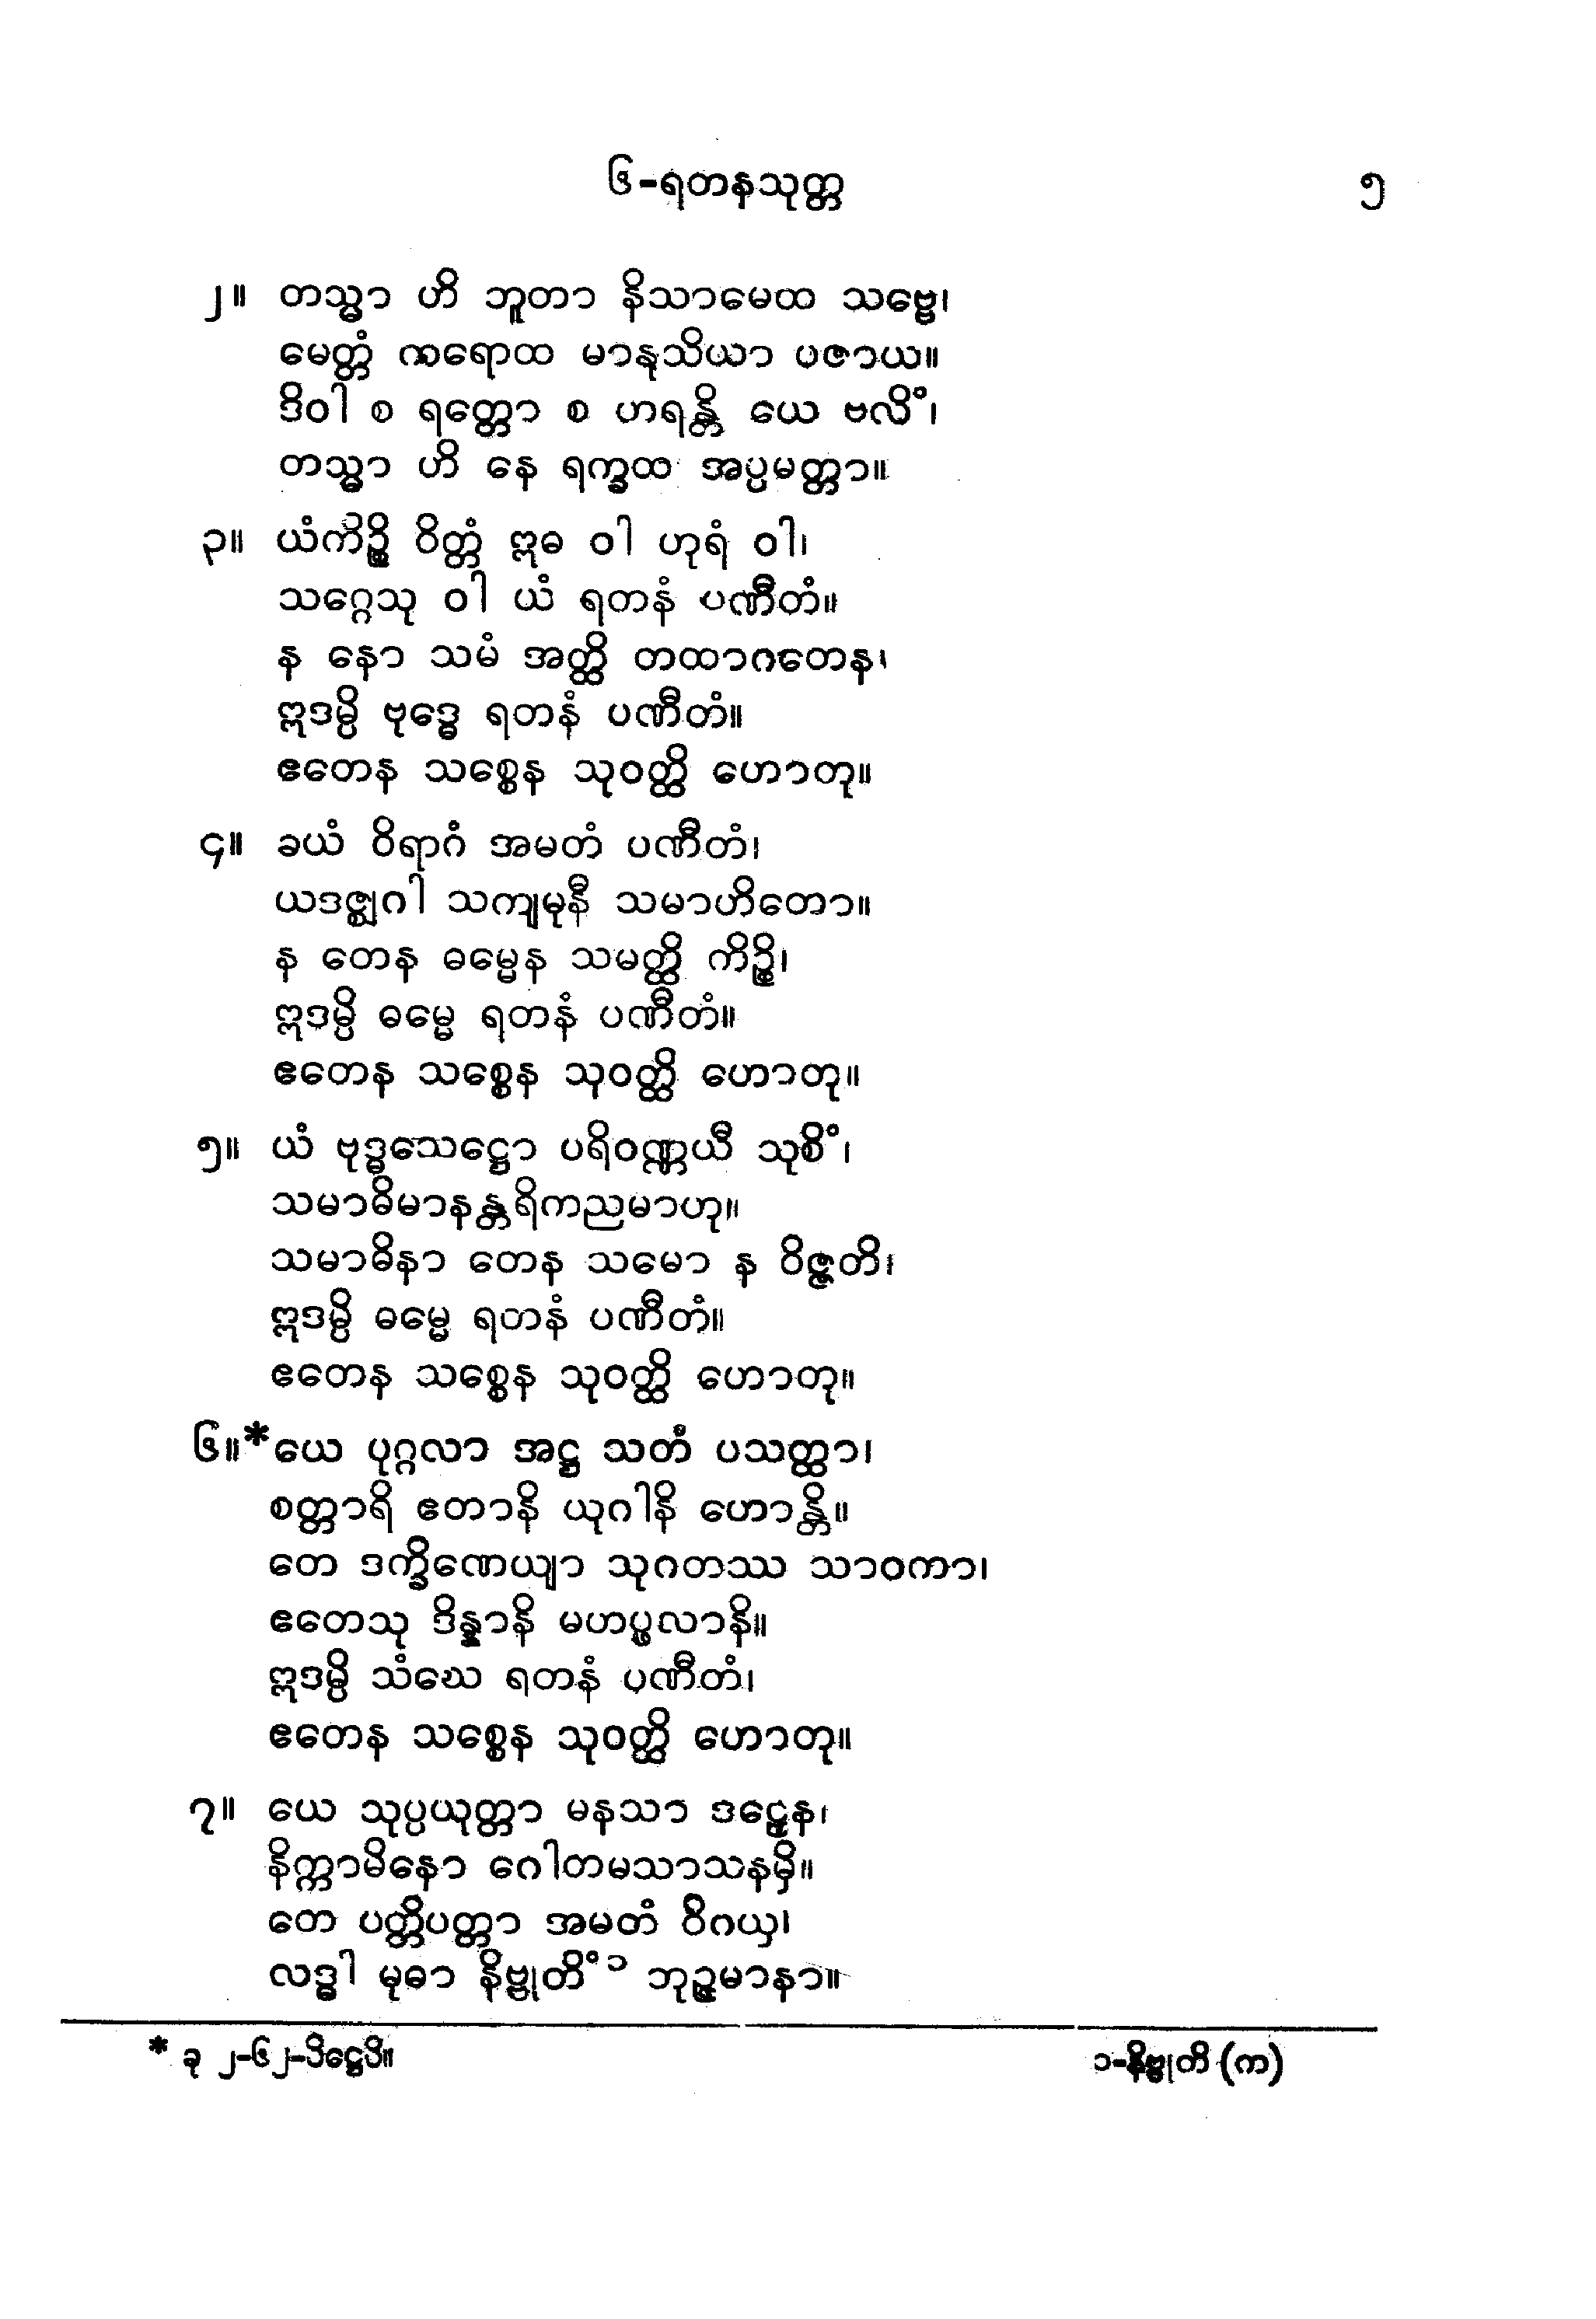 ၆-ရတနသုတ္တ ၅
၂။ တသ္မာ ဟိ ဘူတာ နိသာမေထ သဗ္ဗေ၊
မေတ္တံ ကရောထ မာနုသိယာ ပဇာယ။
ဒိဝါ စ ရတ္တော စ ဟရန္တိ ယေ ဗလိံ၊
တသ္မာ ဟိ နေ ရက္ခထ အပ္ပမတ္တာ။
၃။ ယံကိဉ္စိ ဝိတ္တံ ဣဓ ဝါ ဟုရံ ဝါ၊
သဂ္ဂေသု ဝါ ယံ ရတနံ ပဏီတံ။
န နော သမံ အတ္ထိ တထာဂတေန၊
ဣဒမ္ပိ ဗုဒ္ဓေ ရတနံ ပဏီတံ။
ဧတေန သစ္စေန သုဝတ္ထိ ဟောတု။
၄။ ခယံ ဝိရာဂံ အမတံ ပဏီတံ၊
ယဒဇ္ဈဂါ သကျမုနီ သမာဟိတော။
န တေန ဓမ္မေန သမတ္ထိ ကိဉ္စိ၊
ဣဒမ္ပိ ဓမ္မေ ရတနံ ပဏီတံ။
ဧတေန သစ္စေန သုဝတ္ထိ ဟောတု။
၅။ ယံ ဗုဒ္ဓသေဋ္ဌော ပရိဝဏ္ဏယီ သုစိံ၊
သမာဓိမာနန္တရိကညမာဟု။
သမာဓိနာ တေန သမော န ဝိဇ္ဇတိ၊
ဣဒမ္ပိ ဓမ္မေ ရတနံ ပဏီတံ။
ဧတေန သစ္စေန သုဝတ္ထိ ဟောတု။
၆။*ယေ ပုဂ္ဂလာ အဋ္ဌ သတံ ပသတ္ထာ၊
စတ္တာရိ ဧတာနိ ယုဂါနိ ဟောန္တိ။
တေ ဒက္ခိဏေယျာ သုဂတဿ သာဝကာ၊
ဧတေသု ဒိန္နာနိ မဟပ္ဖလာနိ။
ဣဒမ္ပိ သံဃေ ရတနံ ပဏီတံ၊
ဧတေန သစ္စေန သုဝတ္ထိ ဟောတု။
၇။ ယေ သုပ္ပယုတ္တာ မနသာ ဒဠှေန၊
နိက္ကာမိနော ဂေါတမသာသနမှိ။
တေ ပတ္တိပတ္တာ အမတံ ဝိဂယှ၊
လဒ္ဓါ မုဓာ နိဗ္ဗုတိံ ၁ ဘုဉ္ဇမာနာ။
* ခု ၂-၆၂-ပိဋ္ဌေပိ။ ၁-နိဗ္ဗုတိ (က)